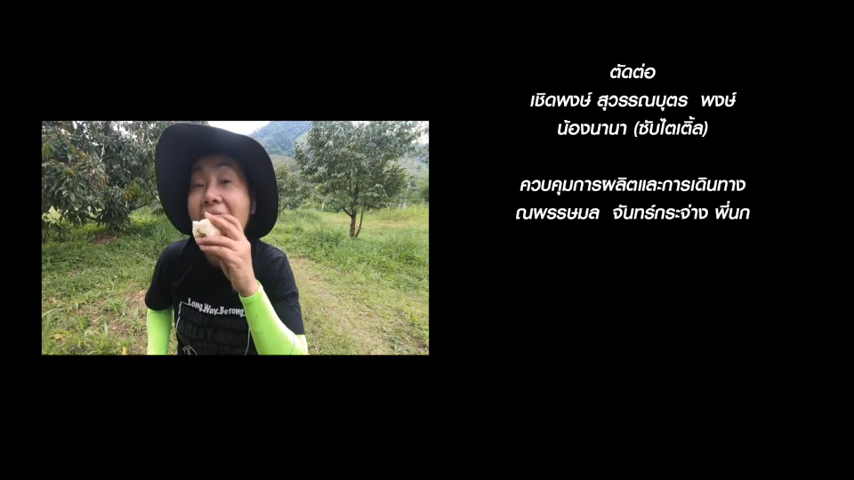 ตัดต่อ
เชิดพงษ์ สุวรรณบุตร พงษ์
น้องนานา (ซับไตเติ้ล)
ควบคุมการผลิตและการเดินทาง
ณพรรษมล จันทร์กระจ่าง พี่นก
Long Way Berong